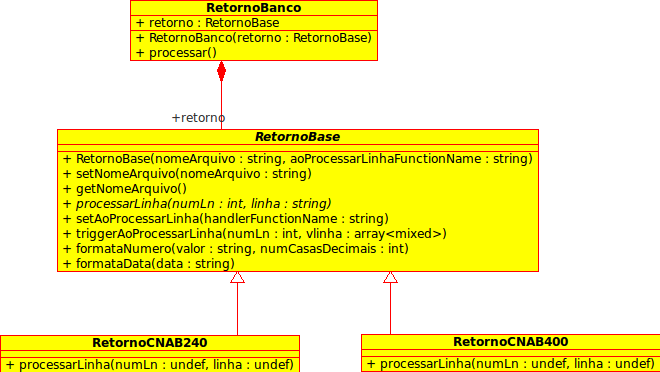 RetornoBanco
+ retorno : RetornoBase
+ RetornoBanco(retorno : RetornoBase)
+ processar()
+retorno
RetornoBase
+ RetornoBase(nomeArquivo : string, aoProcessarLinhaFunctionName : string)
+ setNomeArquivo(nomeArquivo : string)
+ getNomeArquivo()
+ processarLinha(numLn : int, linha : string)
+ setAoProcessarLinha(handlerFunctionName : string)
+ triggerAoProcessarLinha(numLn : int, vlinha : array<mixed>)
+ formataNumero(valor : string, numCasasDecimais : int)
+ formataData(data : string)
RetornoCNAB240
+ processarLinha(numLn : undef, linha : undef)
RetornoCNAB400
+ processarLinha(numLn : undef, linha : undef)